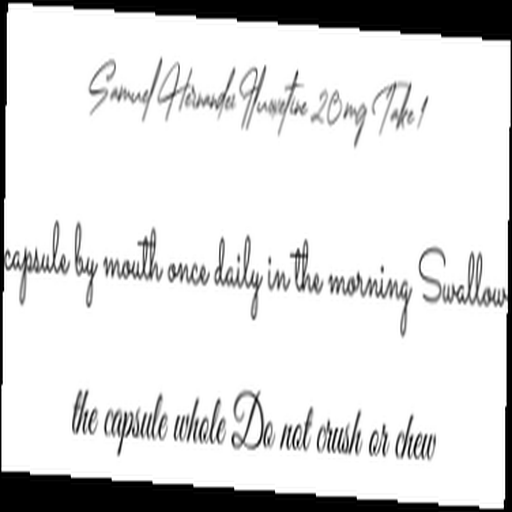 Samuel Hernandez Fluoxetine 20mg Take 1
capsule by mouth once daily in the morning Swallow
the capsule whole Do not crush or chew